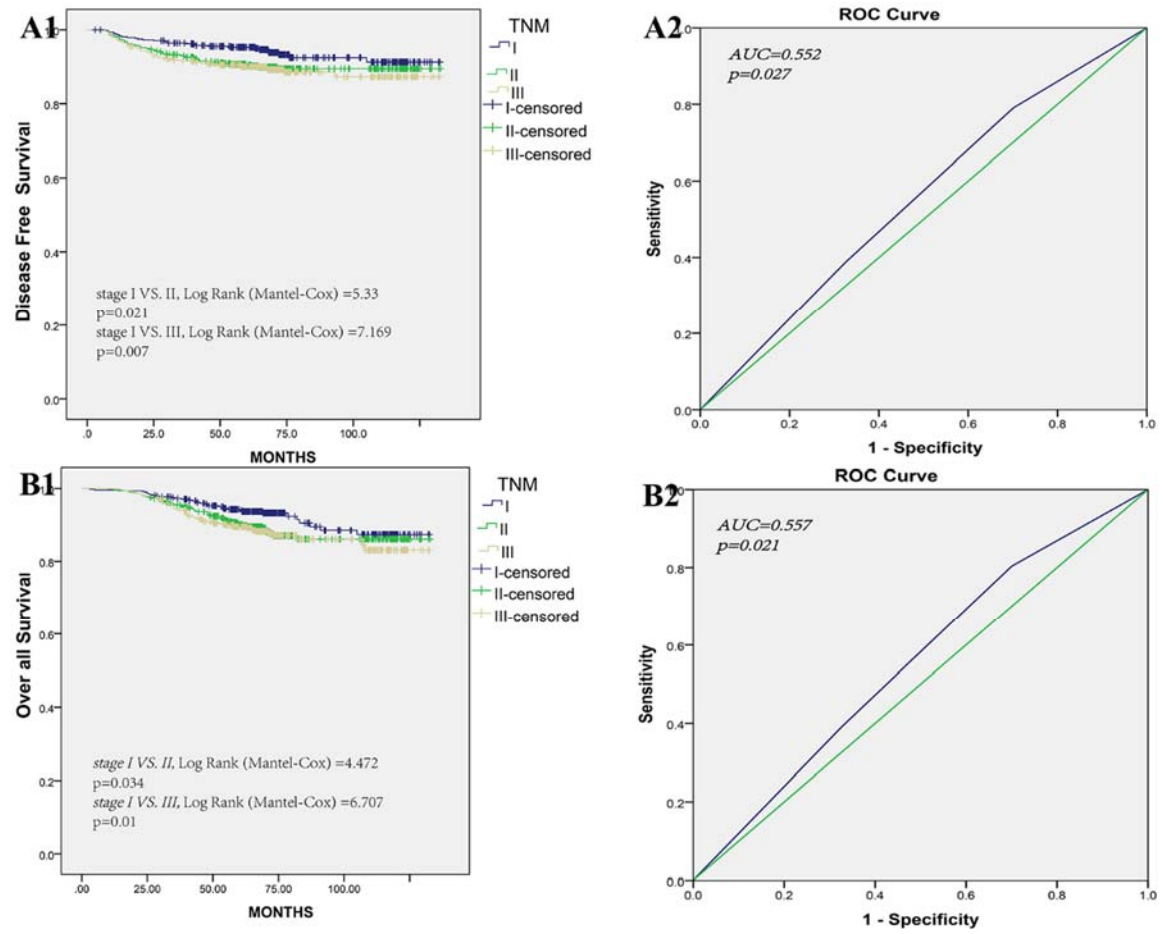 A1
1.0
0.8
0.6
0.4
0.2
0.0
Disease Free Survival
.0
25.0
50.0
75.0
100.0
MONTHS
TNM
I
II
III
I-censored
II-censored
III-censored
stage I VS. II, Log Rank (Mantel-Cox) =5.33
p=0.021
stage I VS. III, Log Rank (Mantel-Cox) =7.169
p=0.007
A2
ROC Curve
AUC=0.552
p=0.027
0.8
0.6
0.4
0.2
0.0
Sensitivity
0.0
0.2
0.4
0.6
0.8
1.0
1 - Specificity
B1
1.0
0.8
0.6
0.4
0.2
0.0
Over all Survival
.00
25.00
50.00
75.00
100.00
MONTHS
TNM
I
II
III
I-censored
II-censored
III-censored
stage I VS. II, Log Rank (Mantel-Cox) =4.472
p=0.034
stage I VS. III, Log Rank (Mantel-Cox) =6.707
p=0.01
B2
ROC Curve
AUC=0.557
p=0.021
0.8
0.6
0.4
0.2
0.0
Sensitivity
0.0
0.2
0.4
0.6
0.8
1.0
1 - Specificity